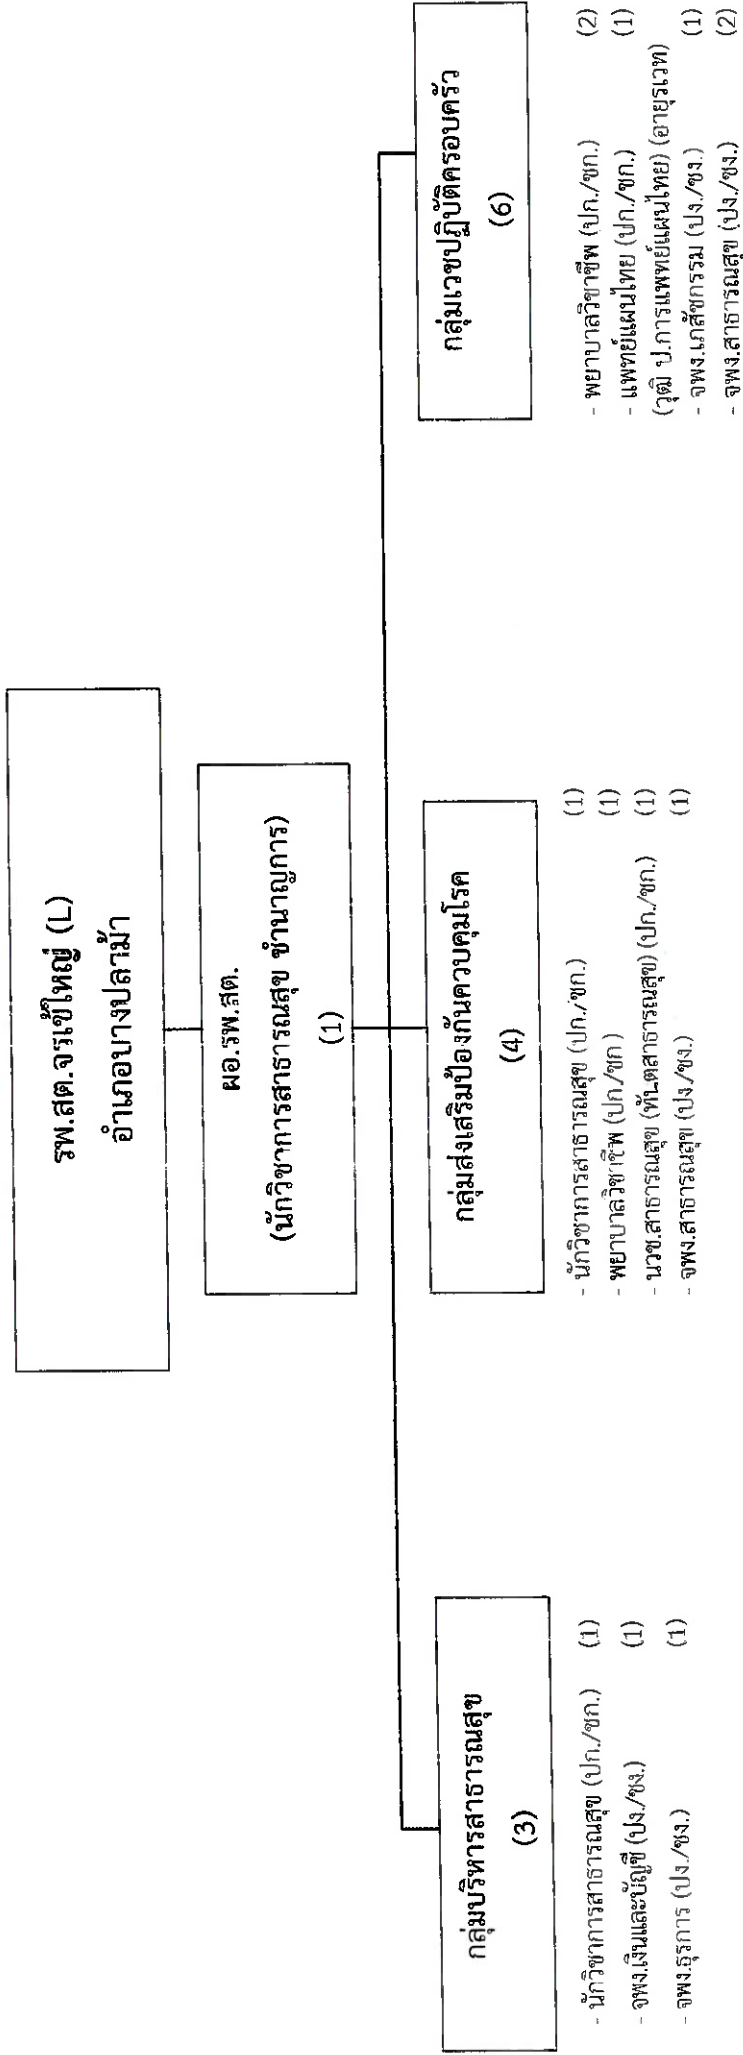 รพ.สต.จรเข้ใหญ่ (L)
อำเภอบางปลาม้า
ผอ.รพ.สต.
(นักวิชาการสาธารณสุข ชำนาญการ)
(1)
กลุ่มบริหารสาธารณสุข
(3)
- นักวิชาการสาธารณสุข (ปก./ชก.) (1)
- จพง.เงินและบัญชี (ปง./ชง.) (1)
- จพง.ธุรการ (ปง./ชง.) (1)
กลุ่มส่งเสริมป้องกันควบคุมโรค
(4)
- นักวิชาการสาธารณสุข (ปก./ชก.) (1)
- พยาบาลวิชาชีพ (ปก/ชก ) (1)
- นวช.สาธารณสุข (ทันตสาธารณสุข) (ปก./ชก.) (1)
- จพง.สาธารณสุข (ปง./ชง.) (1)
กลุ่มเวชปฏิบัติครอบครัว
(6)
- พยาบาลวิชาชีพ (ปก./ชก.) (2)
- แพทย์แผนไทย (ปก./ชก.) (1)
(วุฒิ ป.การแพทย์แผนไทย) (อายุรเวท)
- จพง.เภสัชกรรม (ปง./ชง.) (1)
- จพง.สาธารณสุข (ปง./ชง.) (2)